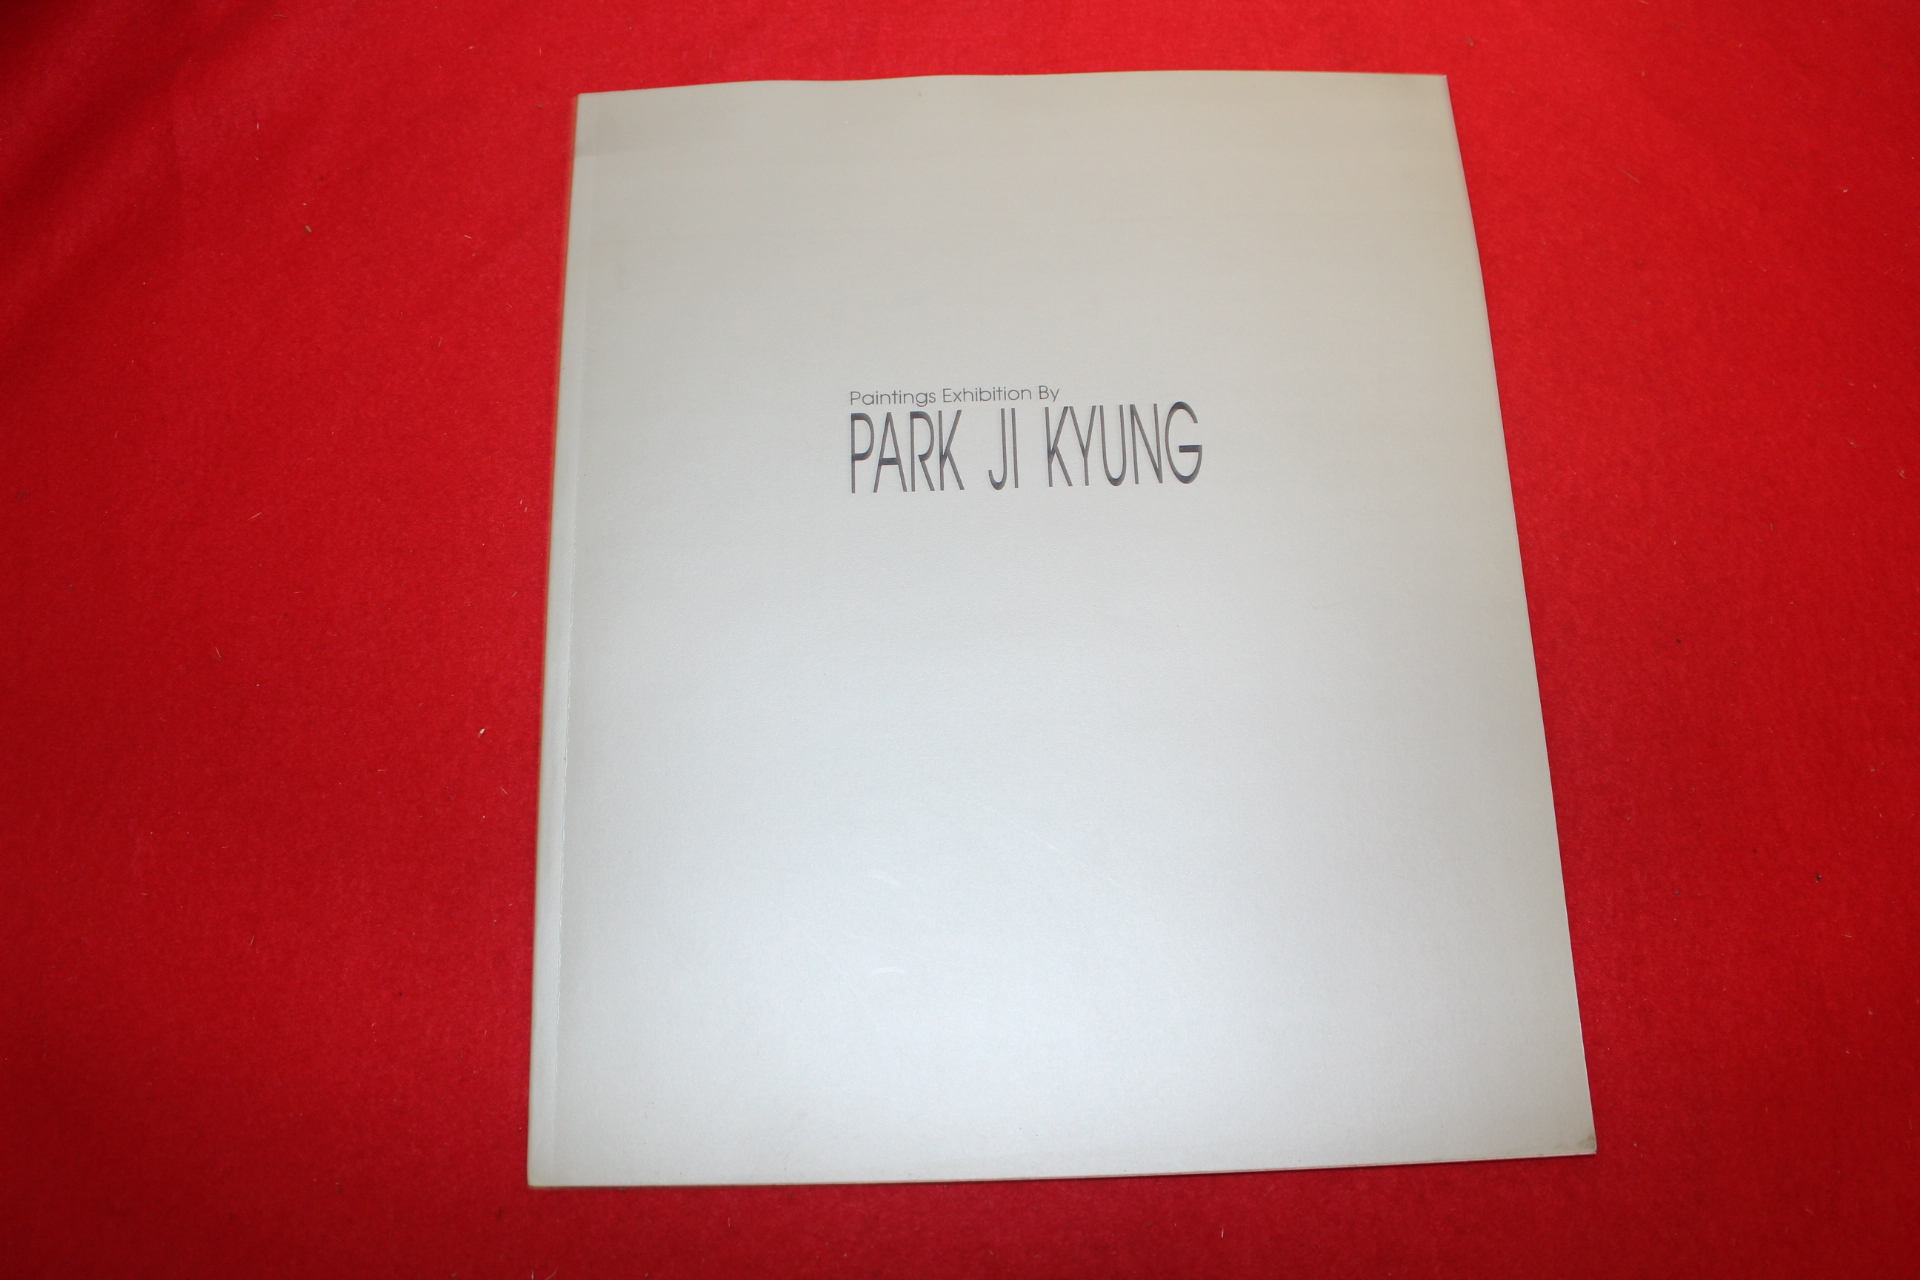 Paintings Exhibition By
PARK JI KYUNG